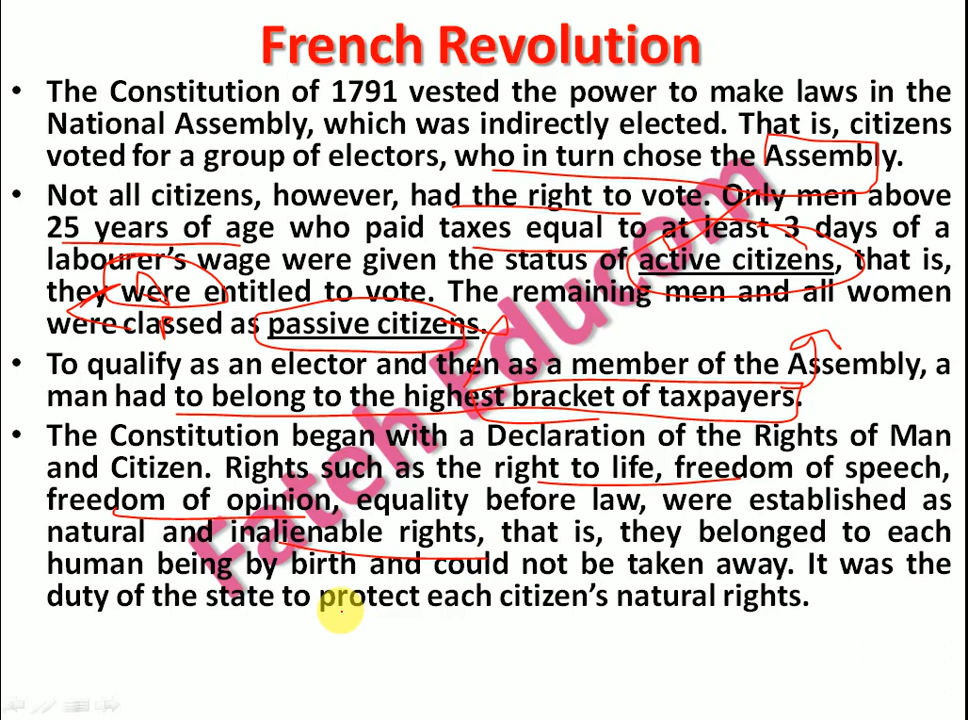 French Revolution
• The Constitution of 1791 vested the power to make laws in the
National Assembly, which was indirectly elected. That is, citizens
voted for a group of electors, who in turn chose the Assembly.
• Not all citizens, however, had the right to vote. Only men above
25 years of age who paid taxes equal to at least 3 days of a
labourer's wage were given the status of active citizens, that is,
they were entitled to vote. The remaining men and all women
were classed as passive citizens.
• To qualify as an elector and then as a member of the Assembly, a
man had to belong to the highest bracket of taxpayers.
• The Constitution began with a Declaration of the Rights of Man
and Citizen. Rights such as the right to life, freedom of speech,
freedom of opinion, equality before law, were established as
natural and inalienable rights, that is, they belonged to each
human being by birth and could not be taken away. It was the
duty of the state to protect each citizen's natural rights.
Fateh Educom